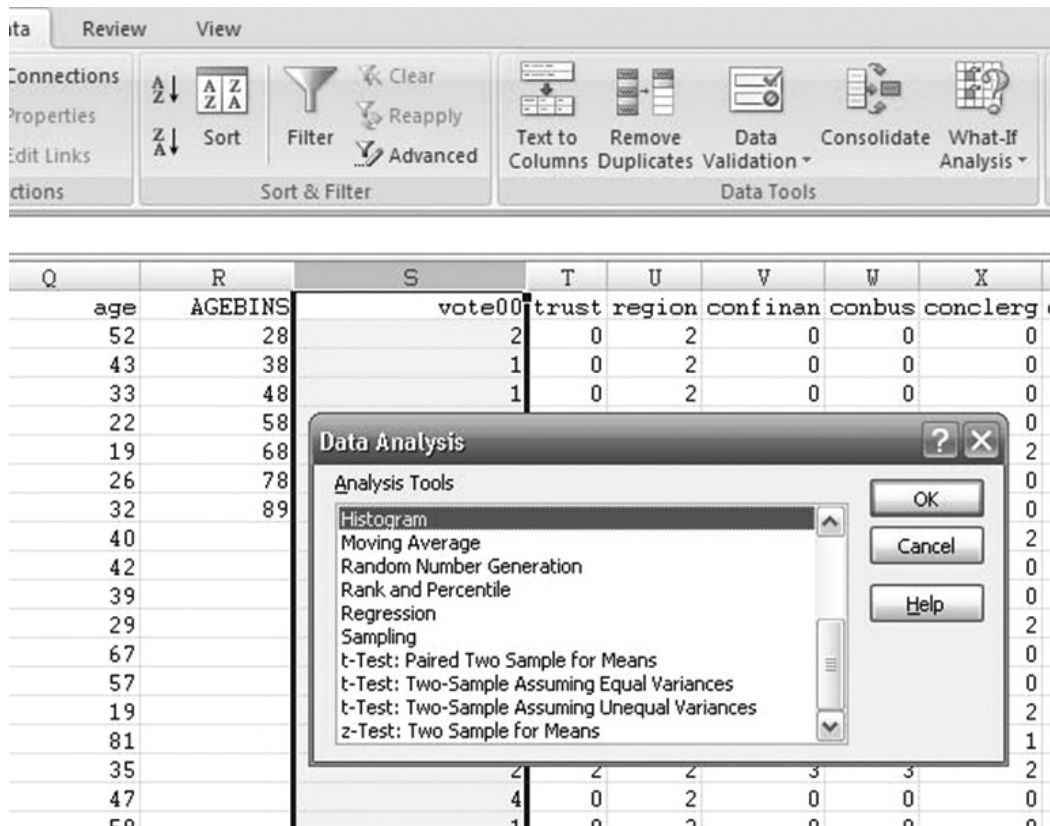 ta Review View
Connections Clear
Properties Reapply
Edit Links Sort Filter Advanced
Text to Columns Remove Duplicates Data Validation Consolidate What-If Analysis
ctions Sort & Filter Data Tools
Q R S T U V W X
age AGEBINS vote00 trust region confinan conbus conclerg
52 28 2 0 2 0 0 0
43 38 1 0 2 0 0 0
33 48 1 0 2 0 0 0
22 58 0
19 68 2
26 78 0
32 89 0
40 2
42 0
39 0
29 2
67 0
57 0
19 2
81 1
35 2 2 2 3 3 2
47 4 0 2 0 0 0
Data Analysis
Analysis Tools
Histogram
Moving Average
Random Number Generation
Rank and Percentile
Regression
Sampling
t-Test: Paired Two Sample for Means
t-Test: Two-Sample Assuming Equal Variances
t-Test: Two-Sample Assuming Unequal Variances
z-Test: Two Sample for Means
OK
Cancel
Help